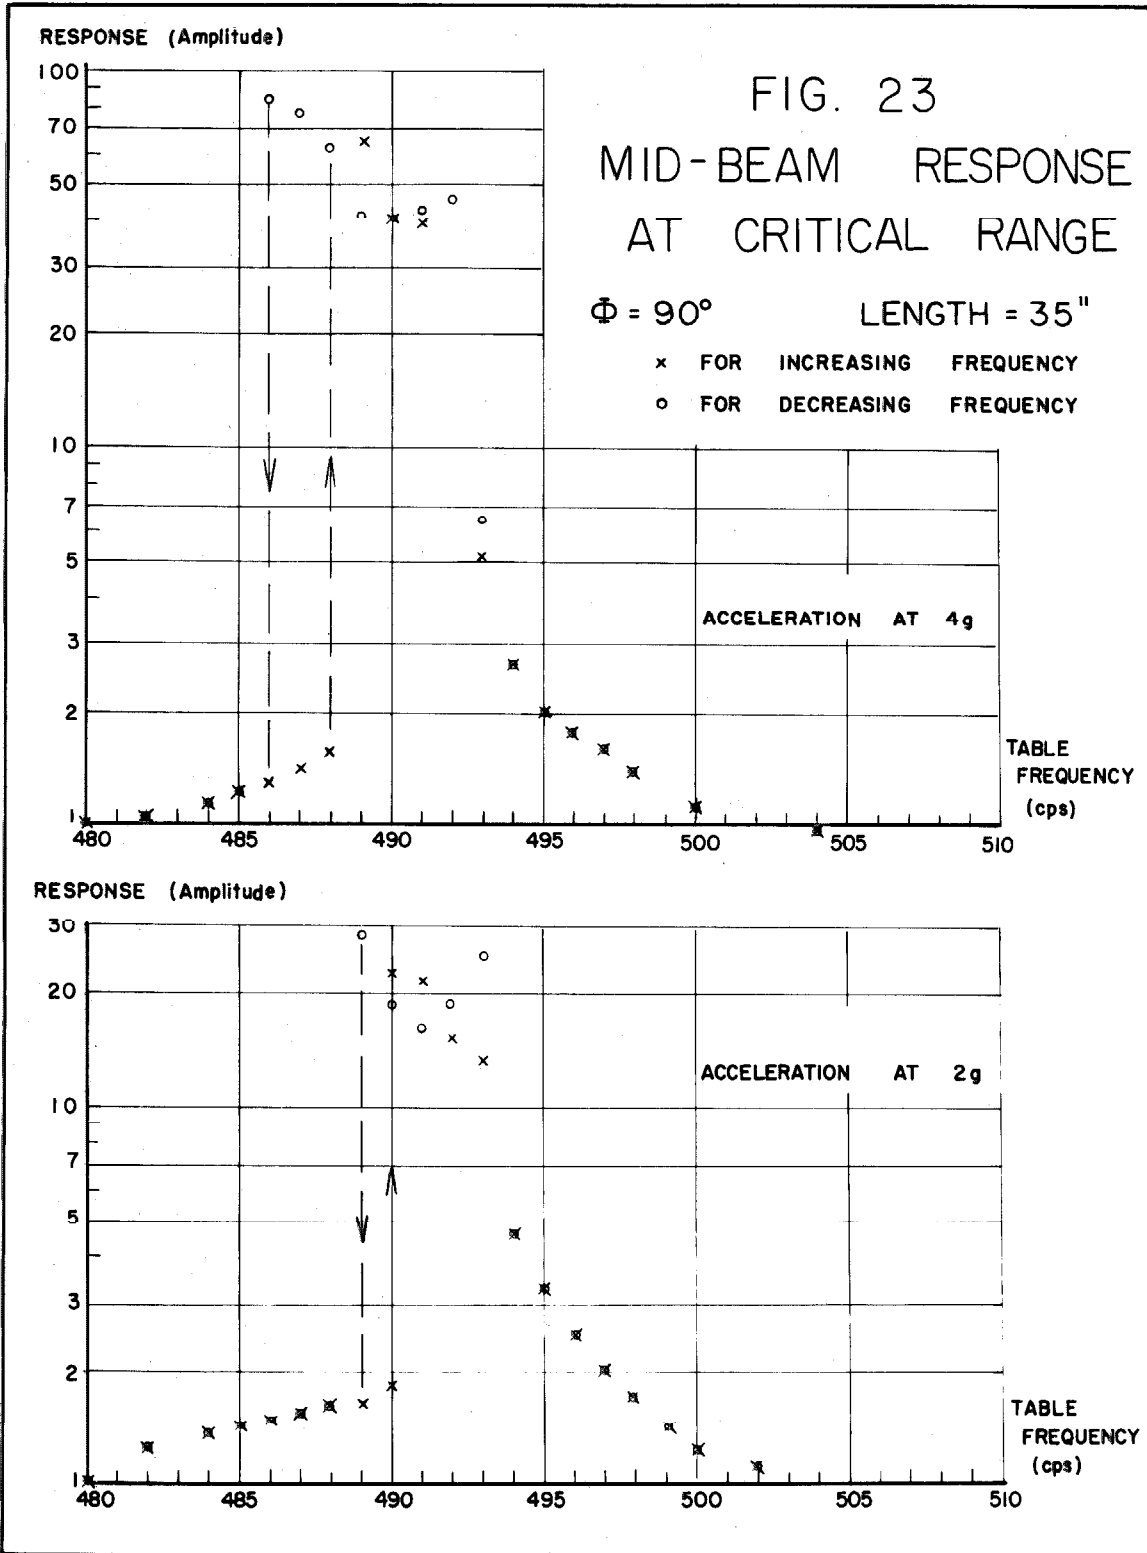 RESPONSE (Amplitude)
FIG. 23
MID-BEAM RESPONSE
AT CRITICAL RANGE
Φ = 90° LENGTH = 35"
x FOR INCREASING FREQUENCY
o FOR DECREASING FREQUENCY
100
70
50
30
20
10
7
5
3
2
1
ACCELERATION AT 4g
TABLE
FREQUENCY
(cps)
480 485 490 495 500 505 510
RESPONSE (Amplitude)
30
20
10
7
5
3
2
1
ACCELERATION AT 2g
TABLE
FREQUENCY
(cps)
480 485 490 495 500 505 510